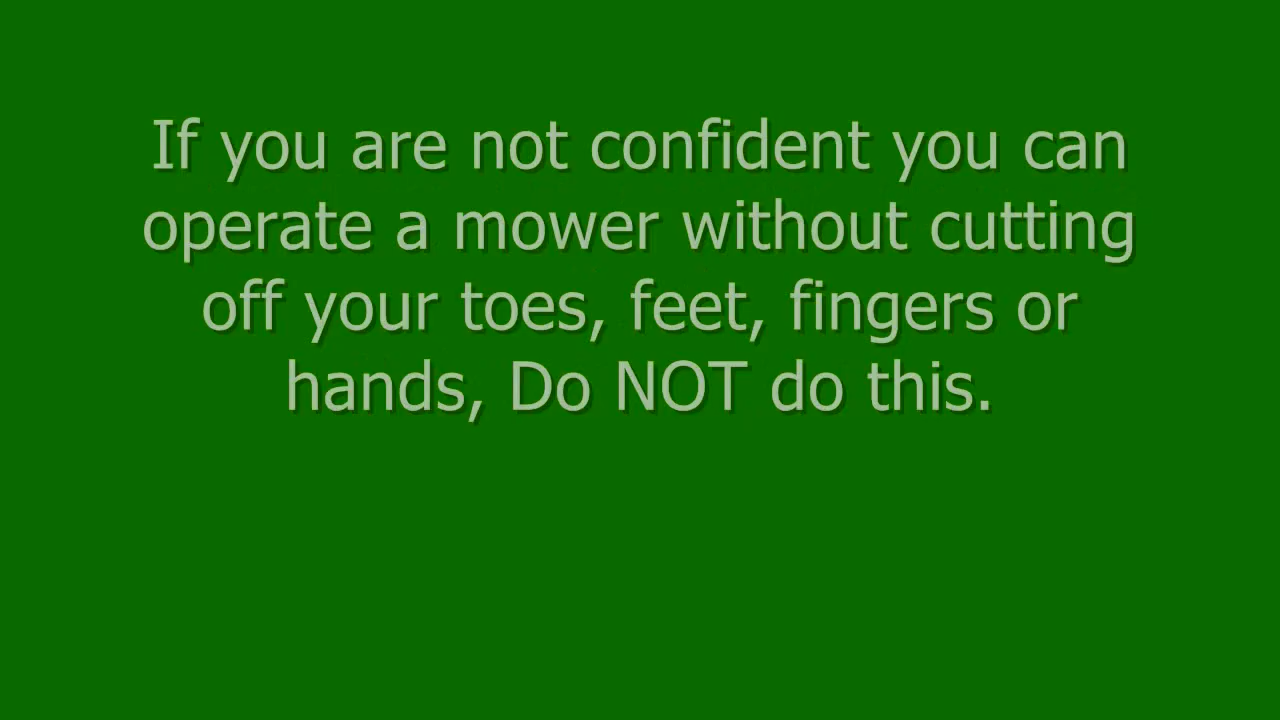 If you are not confident you can
operate a mower without cutting
off your toes, feet, fingers or
hands, Do NOT do this.